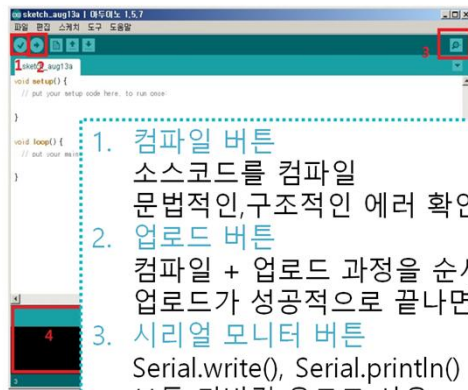 sketch_aug13a | 아두이노 1.5.7
파일 편집 스케치 도구 도움말
3
1 2
sketch_aug13a
void setup() {
// put your setup code here, to run once:
}
void loop() {
// put your main
}
1. 컴파일 버튼
소스코드를 컴파일
문법적인,구조적인 에러 확인
2. 업로드 버튼
컴파일 + 업로드 과정을
업로드가 성공적으로 끝나면
4
3. 시리얼 모니터 버튼
Serial.write(), Serial.println()
3